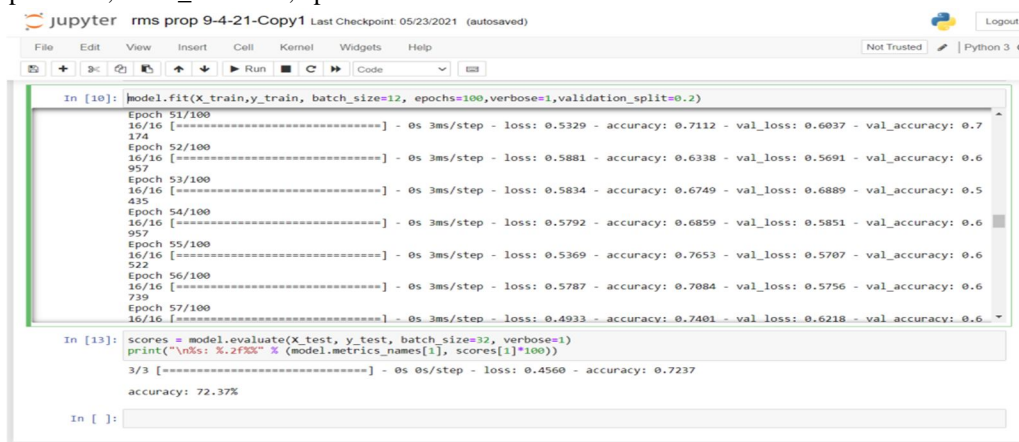 jupyter rms prop 9-4-21-Copy1 Last Checkpoint: 05/23/2021 (autosaved)
Logout
File Edit View Insert Cell Kernel Widgets Help
Not Trusted Python 3
Run Code
In [10]: model.fit(X_train,y_train, batch_size=12, epochs=100,verbose=1,validation_split=0.2)
Epoch 51/100
16/16 [==============================] - 0s 3ms/step - loss: 0.5329 - accuracy: 0.7112 - val_loss: 0.6037 - val_accuracy: 0.7
174
Epoch 52/100
16/16 [==============================] - 0s 3ms/step - loss: 0.5881 - accuracy: 0.6338 - val_loss: 0.5691 - val_accuracy: 0.6
957
Epoch 53/100
16/16 [==============================] - 0s 3ms/step - loss: 0.5834 - accuracy: 0.6749 - val_loss: 0.6889 - val_accuracy: 0.5
435
Epoch 54/100
16/16 [==============================] - 0s 3ms/step - loss: 0.5792 - accuracy: 0.6859 - val_loss: 0.5851 - val_accuracy: 0.6
957
Epoch 55/100
16/16 [==============================] - 0s 3ms/step - loss: 0.5369 - accuracy: 0.7653 - val_loss: 0.5707 - val_accuracy: 0.6
522
Epoch 56/100
16/16 [==============================] - 0s 3ms/step - loss: 0.5787 - accuracy: 0.7084 - val_loss: 0.5756 - val_accuracy: 0.6
739
Epoch 57/100
16/16 [==============================] - 0s 3ms/step - loss: 0.4933 - accuracy: 0.7401 - val_loss: 0.6218 - val_accuracy: 0.6
In [13]: scores = model.evaluate(X_test, y_test, batch_size=32, verbose=1)
print("\n%s: %.2f%%" % (model.metrics_names[1], scores[1]*100))
3/3 [==============================] - 0s 0s/step - loss: 0.4560 - accuracy: 0.7237
accuracy: 72.37%
In [ ]: